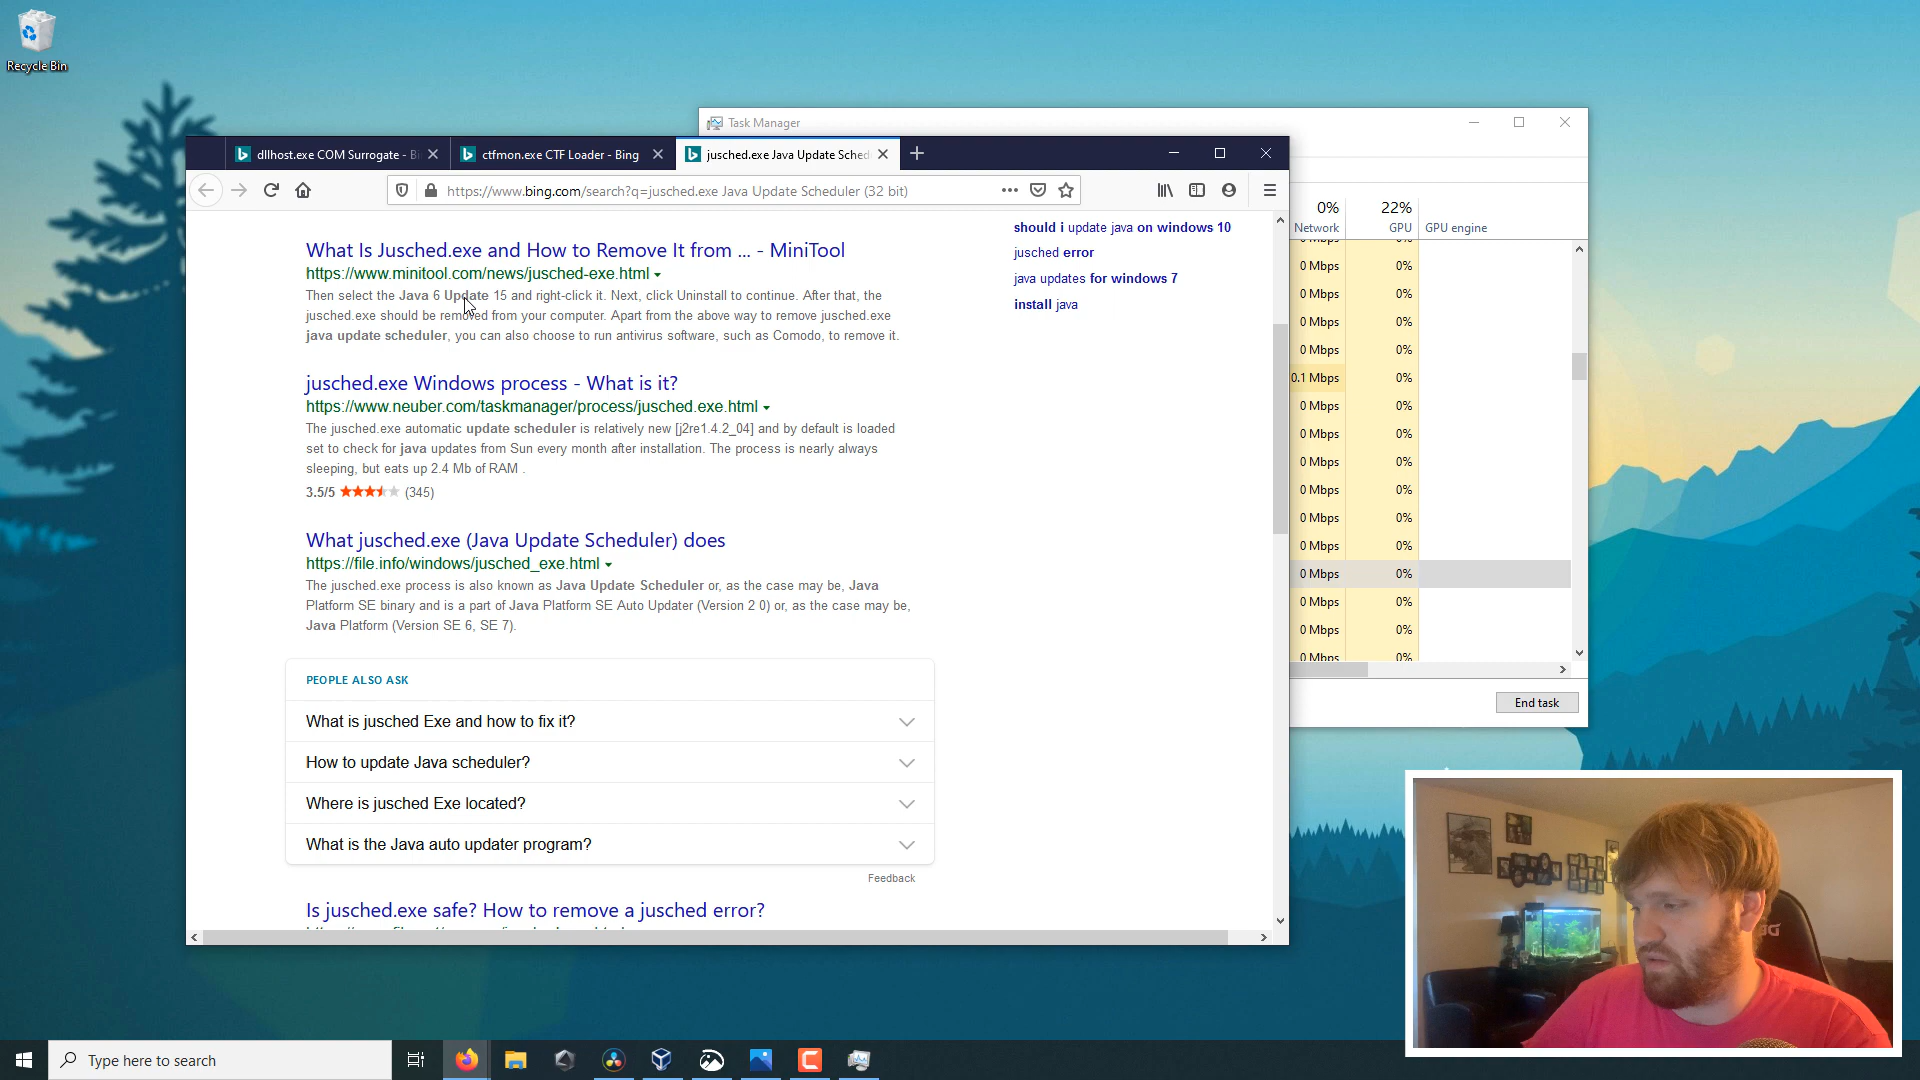 Recycle Bin
Task Manager
dllhost.exe COM Surrogate - B
ctfmon.exe CTF Loader - Bing
jusched.exe Java Update Sched
https://www.bing.com/search?q=jusched.exe Java Update Scheduler (32 bit)
What Is Jusched.exe and How to Remove It from ... - MiniTool
https://www.minitool.com/news/jusched-exe.html
Then select the Java 6 Update 15 and right-click it. Next, click Uninstall to continue. After that, the
jusched.exe should be removed from your computer. Apart from the above way to remove jusched.exe
java update scheduler, you can also choose to run antivirus software, such as Comodo, to remove it.
jusched.exe Windows process - What is it?
https://www.neuber.com/taskmanager/process/jusched.exe.html
The jusched.exe automatic update scheduler is relatively new [j2re1.4.2_04] and by default is loaded
set to check for java updates from Sun every month after installation. The process is nearly always
sleeping, but eats up 2.4 Mb of RAM .
3.5/5 (345)
What jusched.exe (Java Update Scheduler) does
https://file.info/windows/jusched_exe.html
The jusched.exe process is also known as Java Update Scheduler or, as the case may be, Java
Platform SE binary and is a part of Java Platform SE Auto Updater (Version 2 0) or, as the case may be,
Java Platform (Version SE 6, SE 7).
PEOPLE ALSO ASK
What is jusched Exe and how to fix it?
How to update Java scheduler?
Where is jusched Exe located?
What is the Java auto updater program?
Feedback
Is jusched.exe safe? How to remove a jusched error?
should i update java on windows 10
jusched error
java updates for windows 7
install java
0% 22%
Network GPU GPU engine
0 Mbps 0%
0 Mbps 0%
0 Mbps 0%
0 Mbps 0%
0.1 Mbps 0%
0 Mbps 0%
0 Mbps 0%
0 Mbps 0%
0 Mbps 0%
0 Mbps 0%
0 Mbps 0%
0 Mbps 0%
0 Mbps 0%
0 Mbps 0%
0 Mbps 0%
End task
Type here to search